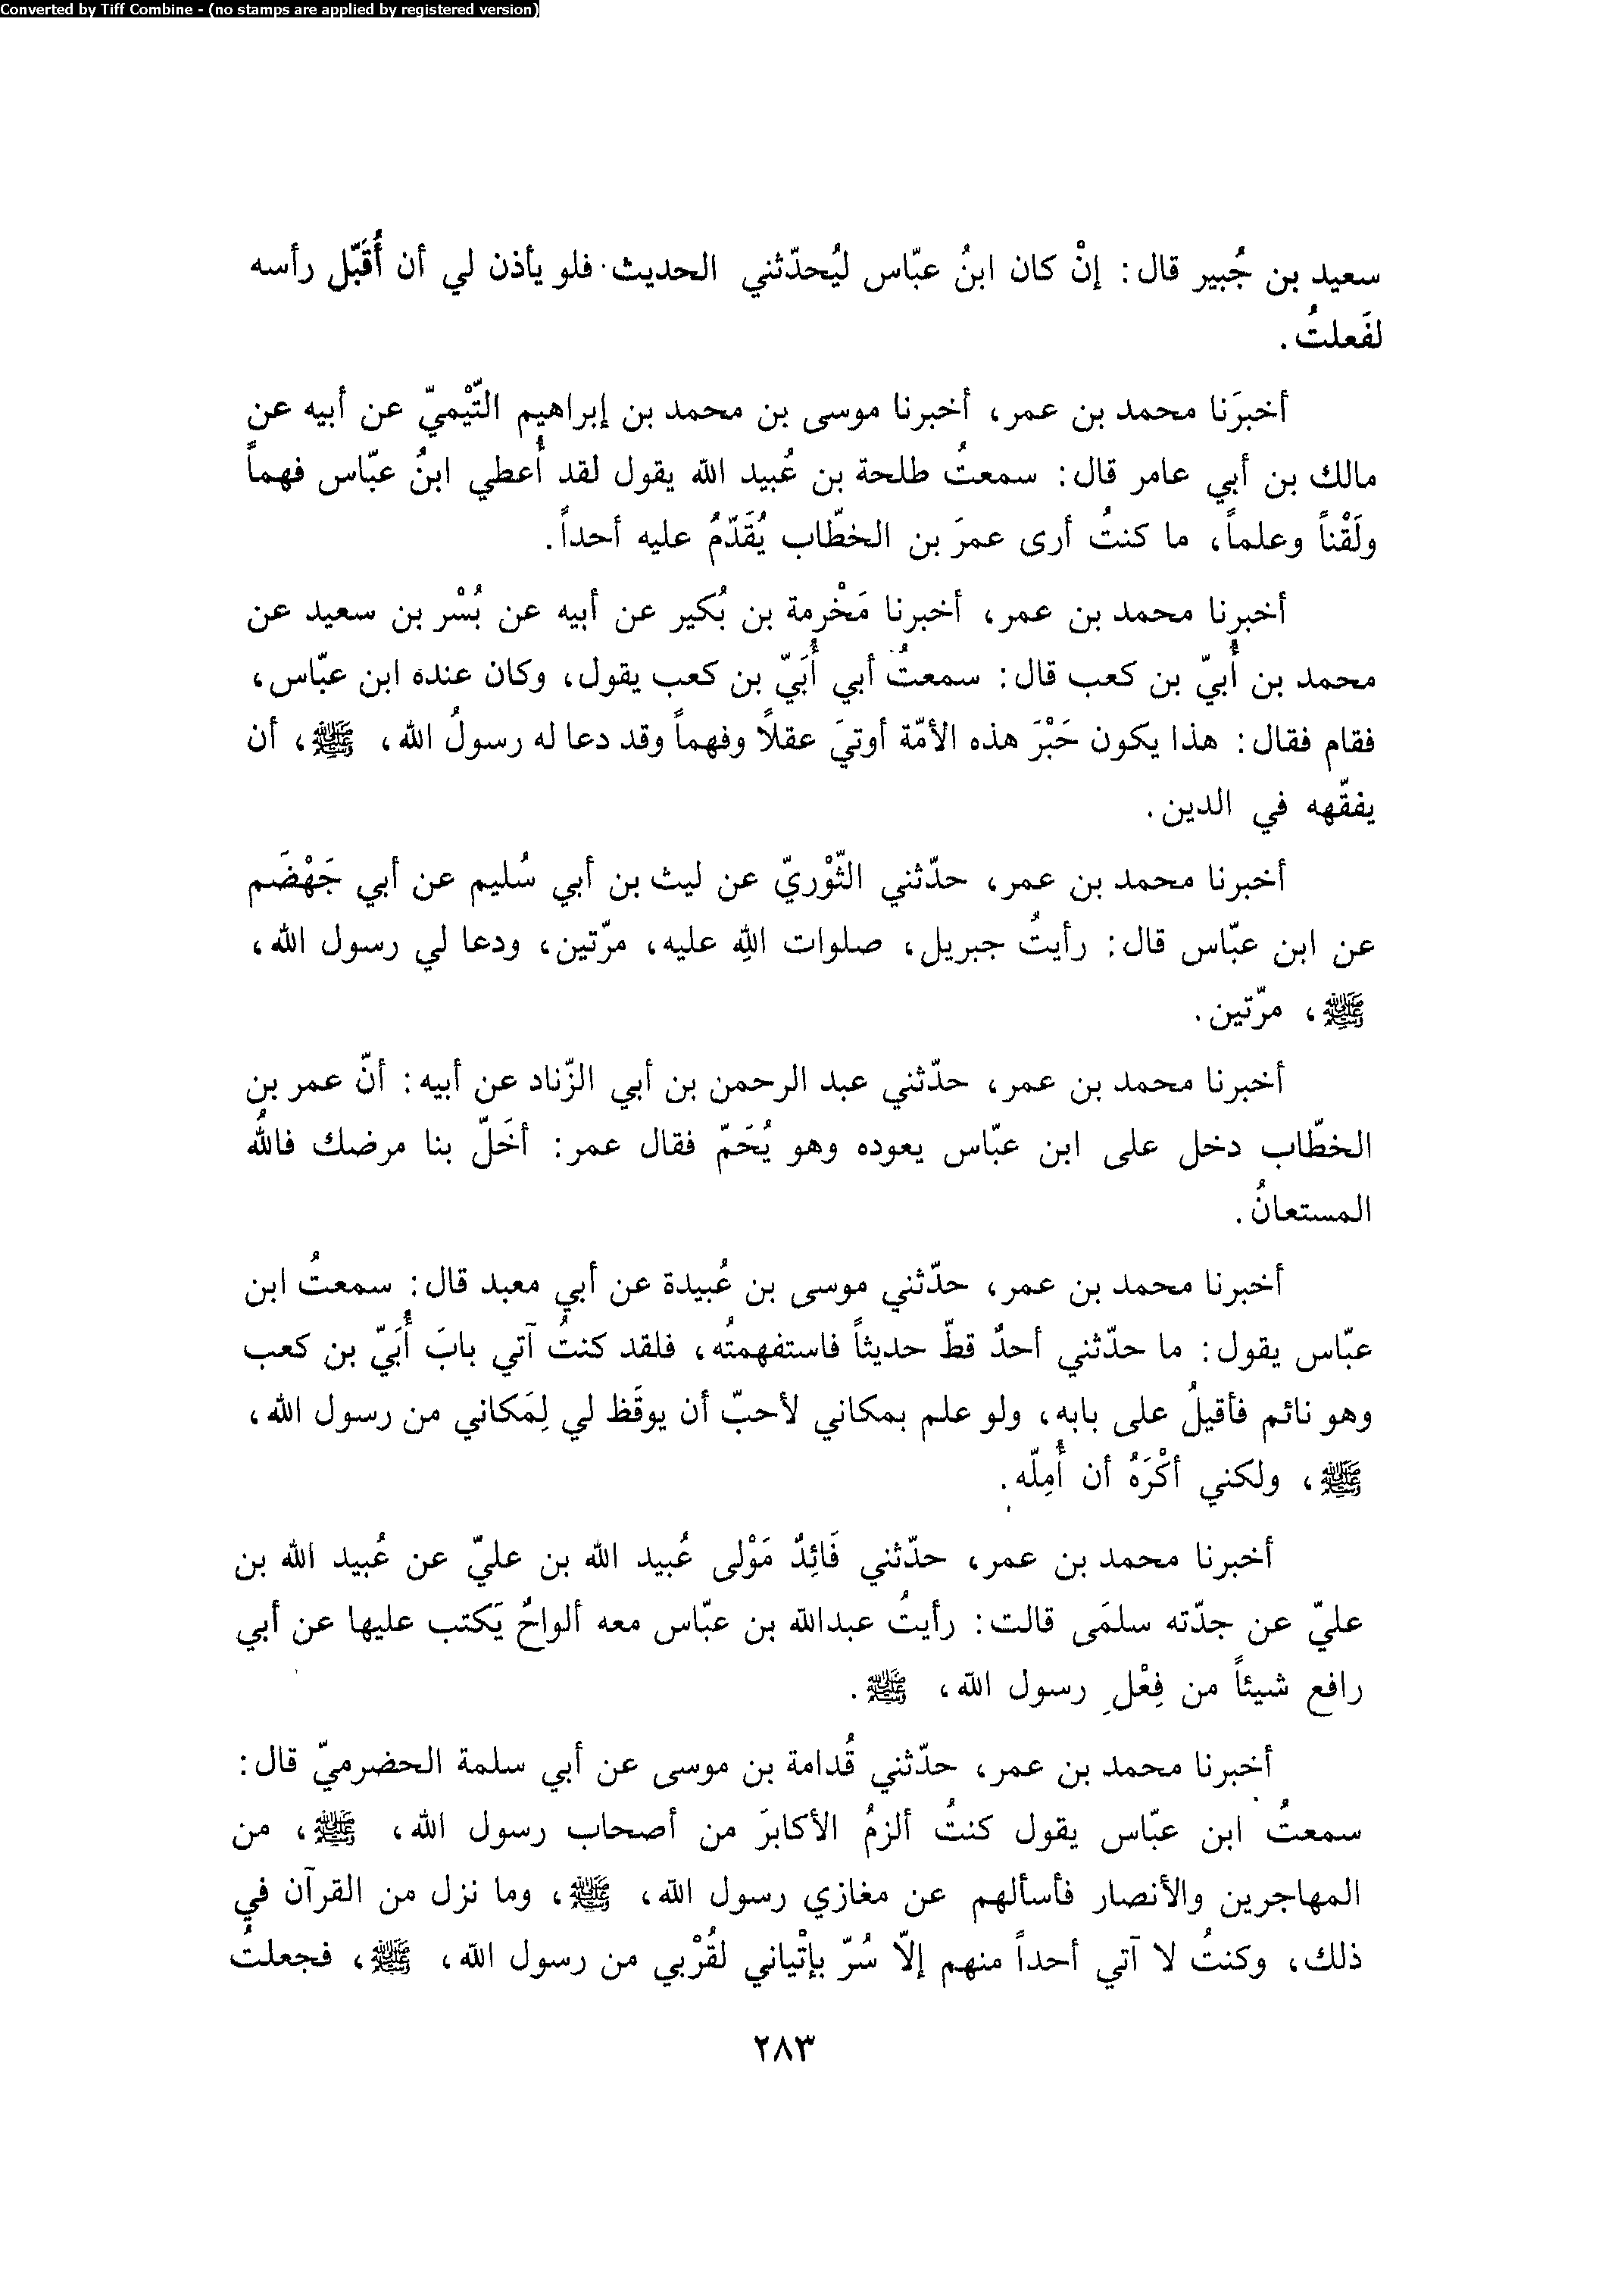 Converted by Tiff Combine - (no stamps are applied by registered version)
سعيد بن جُبير قال: إنْ كان ابنُ عبّاس ليُحدّثني الحديث فلو يأذن لي أن أُقَبّل رأسه
لفَعلتُ.
أخبرَنا محمد بن عمر، أخبرنا موسى بن محمد بن إبراهيم التّيْميّ عن أبيه عن
مالك بن أبي عامر قال: سمعتُ طلحة بن عُبيد الله يقول لقد أُعطي ابنُ عبّاس فهماً
ولَقْناً وعلماً، ما كنتُ أرى عمرَ بن الخطّاب يُقَدّمُ عليه أحداً.
أخبرنا محمد بن عمر، أخبرنا مَخْرمة بن بُكير عن أبيه عن بُسْر بن سعيد عن
محمد بن أُبيّ بن كعب قال: سمعتُ أبي أُبَيّ بن كعب يقول، وكان عنده ابن عبّاس،
فقام فقال: هذا يكون حَبْرَ هذه الأمّة أوتيَ عقلاً وفهماً وقد دعا له رسولُ الله، ﷺ، أن
يفقّهه في الدين.
أخبرنا محمد بن عمر، حدّثني الثّوْريّ عن ليث بن أبي سُليم عن أبي جَهْضَم
عن ابن عبّاس قال: رأيتُ جبريل، صلوات اللهِ عليه، مرّتين، ودعا لي رسول الله،
ﷺ، مرّتين.
أخبرنا محمد بن عمر، حدّثني عبد الرحمن بن أبي الزّناد عن أبيه: أنّ عمر بن
الخطّاب دخل على ابن عبّاس يعوده وهو يُحَمّ فقال عمر: أخَلّ بنا مرضك فاللهُ
المستعانُ.
أخبرنا محمد بن عمر، حدّثني موسى بن عُبيدة عن أبي معبد قال: سمعتُ ابن
عبّاس يقول: ما حدّثني أحدٌ قطّ حديثاً فاستفهمتُه، فلقد كنتُ آتي بابَ أُبَيّ بن كعب
وهو نائم فأقيلُ على بابه، ولو علم بمكاني لأحبّ أن يوقَظ لي لِمَكاني من رسول الله،
ﷺ، ولكني أكْرَهُ أن أُمِلّه.
أخبرنا محمد بن عمر، حدّثني فَائِدٌ مَوْلى عُبيد الله بن عليّ عن عُبيد الله بن
عليّ عن جدّته سلمَى قالت: رأيتُ عبدالله بن عبّاس معه ألواحٌ يَكتب عليها عن أبي
رافع شيئاً من فِعْلِ رسول الله، ﷺ.
أخبرنا محمد بن عمر، حدّثني قُدامة بن موسى عن أبي سلمة الحضرميّ قال:
سمعتُ ابن عبّاس يقول كنتُ ألزمُ الأكابرَ من أصحاب رسول الله، ﷺ، من
المهاجرين والأنصار فأسألهم عن مغازي رسول الله، ﷺ، وما نزل من القرآن في
ذلك، وكنتُ لا آتي أحداً منهم إلاّ سُرّ بإتْياني لقُرْبي من رسول الله، ﷺ، فجعلتُ
٢٨٣